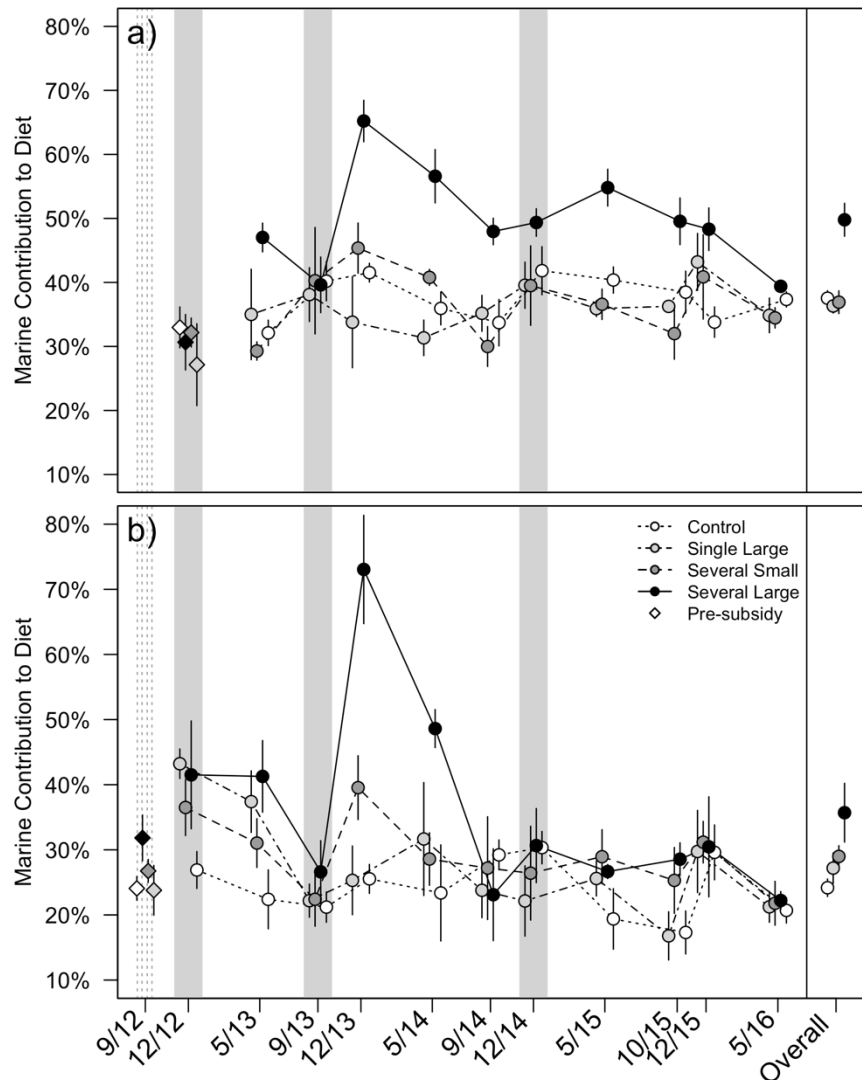 a)
80%
70%
60%
50%
40%
30%
20%
10%
Marine Contribution to Diet
b)
80%
70%
60%
50%
40%
30%
20%
10%
Marine Contribution to Diet
Control
Single Large
Several Small
Several Large
Pre-subsidy
9/12
12/12
5/13
9/13
12/13
5/14
9/14
12/14
5/15
10/15
12/15
5/16
Overall